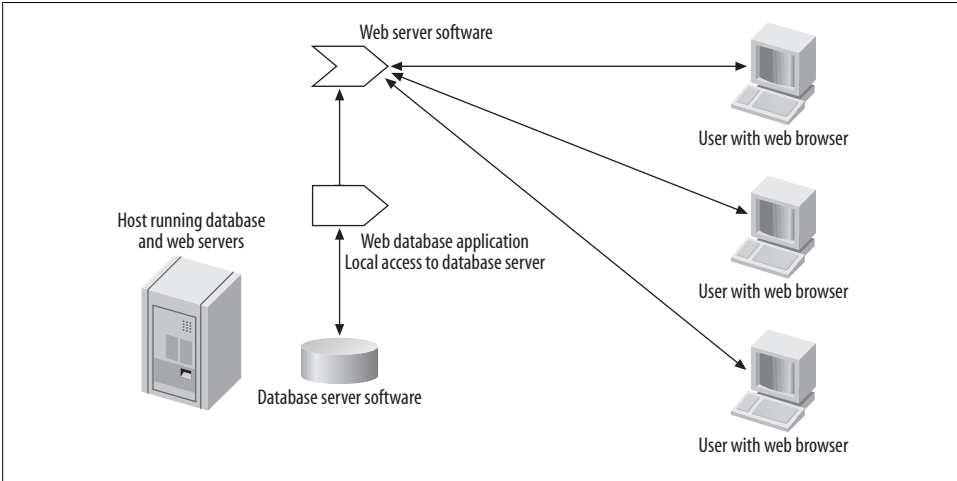 Web server software
User with web browser
Host running database
and web servers
Web database application
Local access to database server
User with web browser
Database server software
User with web browser